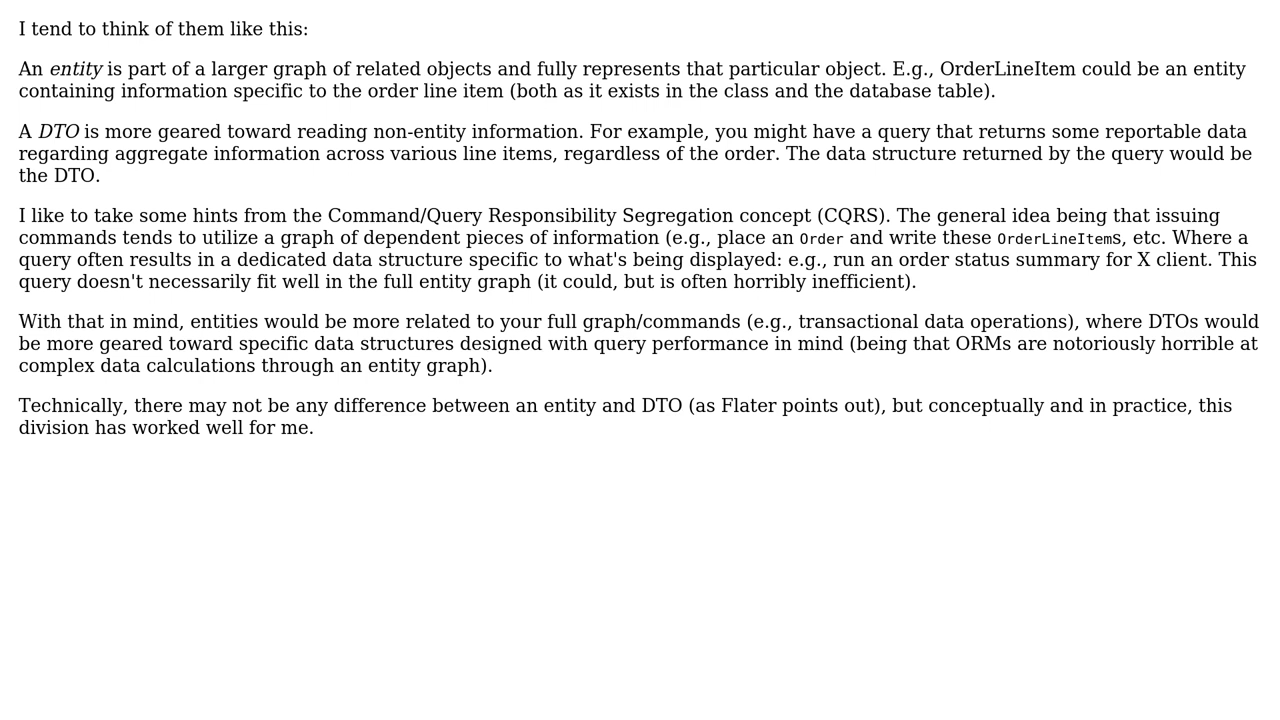 I tend to think of them like this:
An entity is part of a larger graph of related objects and fully represents that particular object. E.g., OrderLineItem could be an entity
containing information specific to the order line item (both as it exists in the class and the database table).
A DTO is more geared toward reading non-entity information. For example, you might have a query that returns some reportable data
regarding aggregate information across various line items, regardless of the order. The data structure returned by the query would be
the DTO.
I like to take some hints from the Command/Query Responsibility Segregation concept (CQRS). The general idea being that issuing
commands tends to utilize a graph of dependent pieces of information (e.g., place an Order and write these OrderLineItems, etc. Where a
query often results in a dedicated data structure specific to what's being displayed: e.g., run an order status summary for X client. This
query doesn't necessarily fit well in the full entity graph (it could, but is often horribly inefficient).
With that in mind, entities would be more related to your full graph/commands (e.g., transactional data operations), where DTOs would
be more geared toward specific data structures designed with query performance in mind (being that ORMs are notoriously horrible at
complex data calculations through an entity graph).
Technically, there may not be any difference between an entity and DTO (as Flater points out), but conceptually and in practice, this
division has worked well for me.